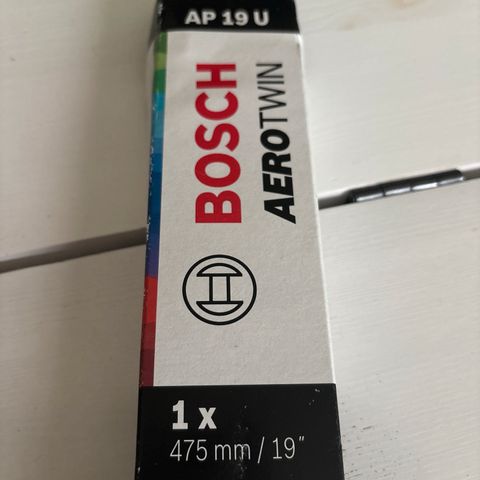 AP 19 U
BOSCH
AEROTWIN
1 x
475 mm / 19"